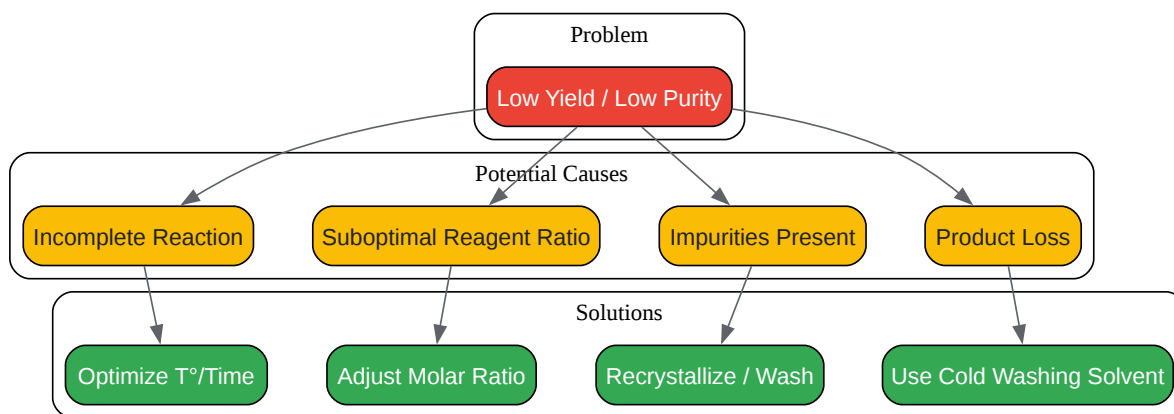 Problem
Low Yield / Low Purity
Potential Causes
Incomplete Reaction
Suboptimal Reagent Ratio
Impurities Present
Product Loss
Solutions
Optimize T°/Time
Adjust Molar Ratio
Recrystallize / Wash
Use Cold Washing Solvent